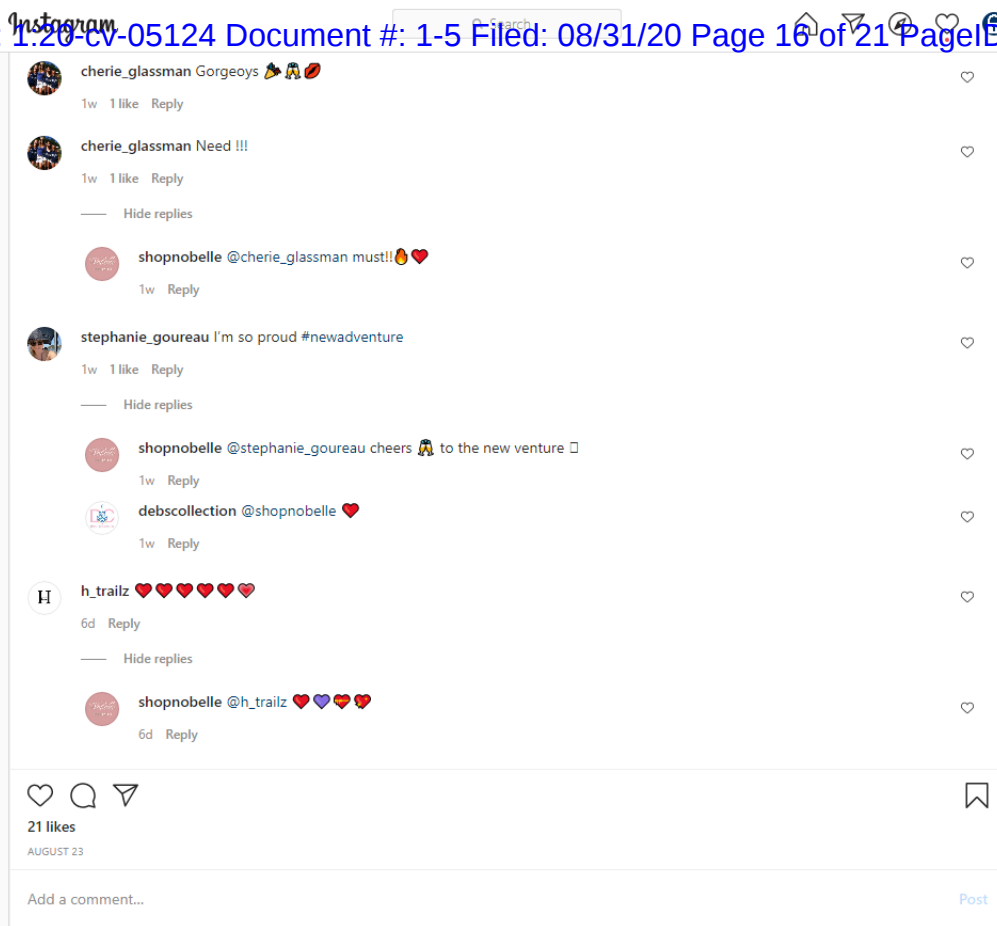 Instagram
Search
1:20-cv-05124 Document #: 1-5 Filed: 08/31/20 Page 16 of 21 PageID
cherie_glassman Gorgeoys 🎉🥂💋
1w 1 like Reply
cherie_glassman Need !!!
1w 1 like Reply
Hide replies
shopnobelle @cherie_glassman must!!🔥❤️
1w Reply
stephanie_goureau I'm so proud #newadventure
1w 1 like Reply
Hide replies
shopnobelle @stephanie_goureau cheers 🥂 to the new venture
1w Reply
debscollection @shopnobelle ❤️
1w Reply
H
h_trailz ❤️❤️❤️❤️❤️💗
6d Reply
Hide replies
shopnobelle @h_trailz ❤️💜💝💖
6d Reply
21 likes
AUGUST 23
Add a comment...
Post